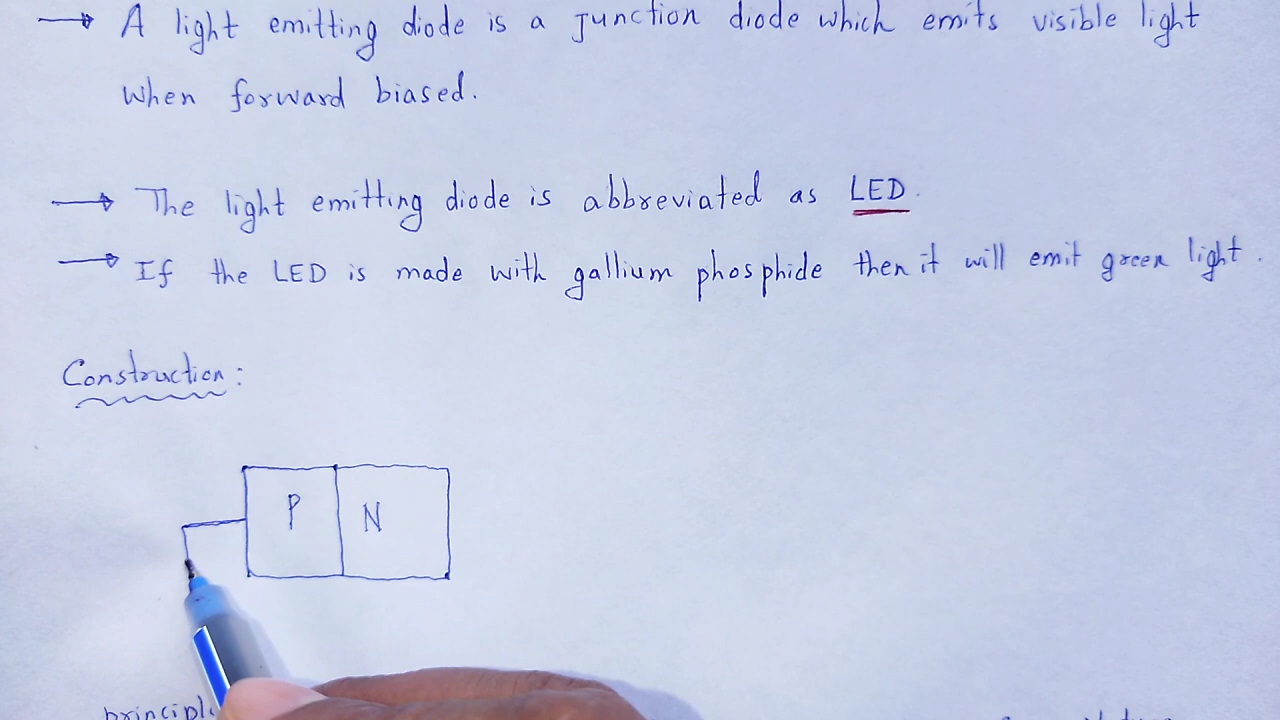 → A light emitting diode is a junction diode which emits visible light
when forward biased.
→ The light emitting diode is abbreviated as LED.
→ If the LED is made with gallium phosphide then it will emit green light.
Construction:
P N